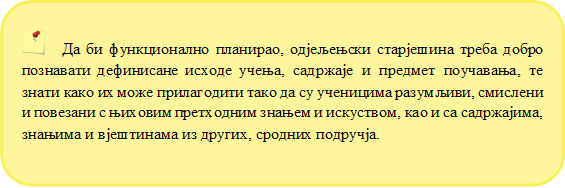 Да би функционално планирао, одјељењски старјешина треба добро
познавати дефинисане исходе учења, садржаје и предмет поучавања, те
знати како их може прилагодити тако да су ученицима разумљиви, смислени
и повезани с њиховим претходним знањем и искуством, као и са садржајима,
знањима и вјештинама из других, сродних подручја.